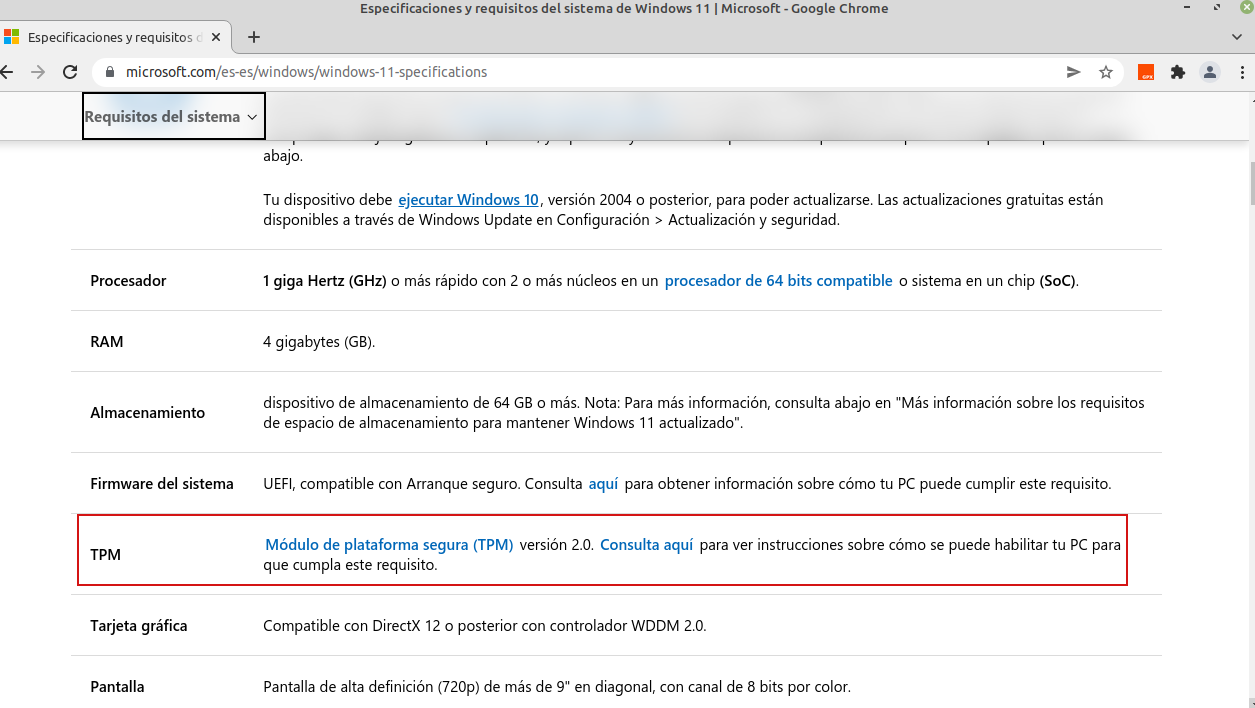 Especificaciones y requisitos del sistema de Windows 11 | Microsoft - Google Chrome
Especificaciones y requisitos d
microsoft.com/es-es/windows/windows-11-specifications
Requisitos del sistema
abajo.
Tu dispositivo debe ejecutar Windows 10, versión 2004 o posterior, para poder actualizarse. Las actualizaciones gratuitas están
disponibles a través de Windows Update en Configuración > Actualización y seguridad.
Procesador
1 giga Hertz (GHz) o más rápido con 2 o más núcleos en un procesador de 64 bits compatible o sistema en un chip (SoC).
RAM
4 gigabytes (GB).
Almacenamiento
dispositivo de almacenamiento de 64 GB o más. Nota: Para más información, consulta abajo en "Más información sobre los requisitos
de espacio de almacenamiento para mantener Windows 11 actualizado".
Firmware del sistema
UEFI, compatible con Arranque seguro. Consulta aquí para obtener información sobre cómo tu PC puede cumplir este requisito.
TPM
Módulo de plataforma segura (TPM) versión 2.0. Consulta aquí para ver instrucciones sobre cómo se puede habilitar tu PC para
que cumpla este requisito.
Tarjeta gráfica
Compatible con DirectX 12 o posterior con controlador WDDM 2.0.
Pantalla
Pantalla de alta definición (720p) de más de 9" en diagonal, con canal de 8 bits por color.